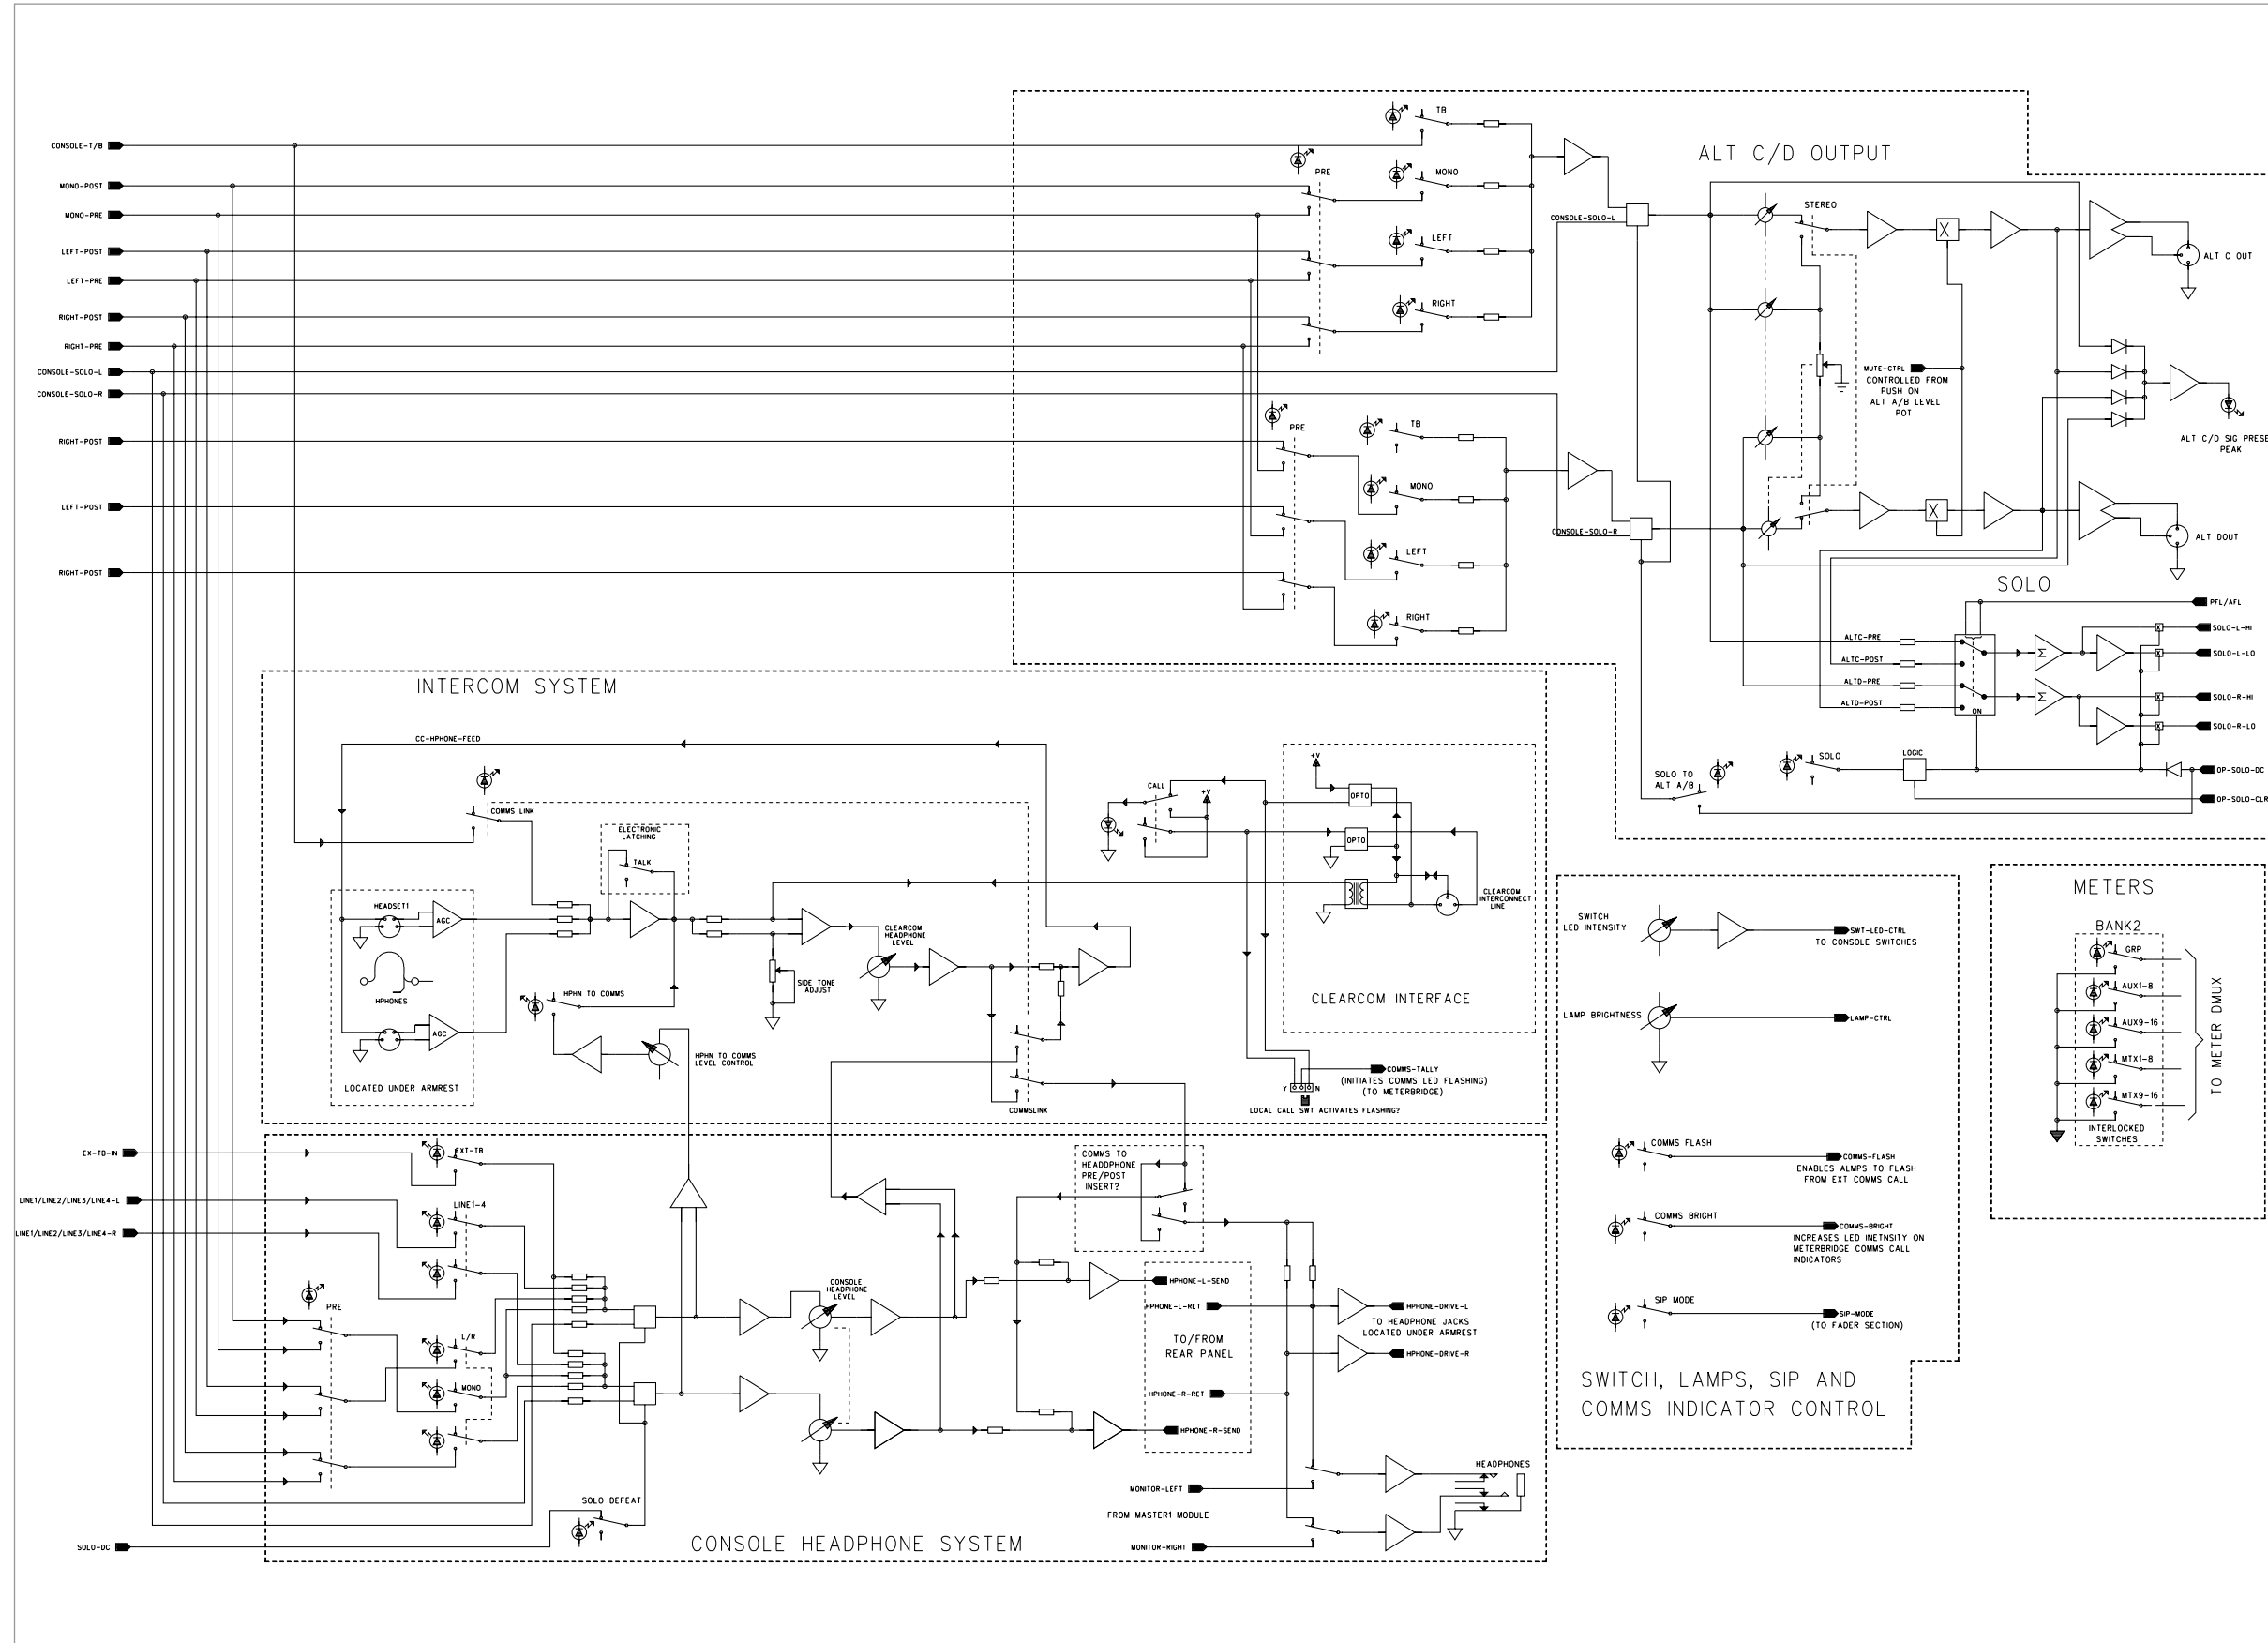 CONSOLE-T/B
MONO-POST
MONO-PRE
LEFT-POST
LEFT-PRE
RIGHT-POST
RIGHT-PRE
CONSOLE-SOLO-L
CONSOLE-SOLO-R
RIGHT-POST
LEFT-POST
RIGHT-POST
TB
PRE
MONO
LEFT
RIGHT
PRE
TB
MONO
LEFT
RIGHT
ALT C/D OUTPUT
CONSOLE-SOLO-L
CONSOLE-SOLO-R
STEREO
X
X
MUTE-CTRL
CONTROLLED FROM
PUSH ON
ALT A/B LEVEL
POT
ALT C OUT
ALT C/D SIG PRESE
PEAK
ALT DOUT
SOLO
PFL/AFL
SOLO-L-HI
SOLO-L-LO
SOLO-R-HI
SOLO-R-LO
OP-SOLO-DC
OP-SOLO-CLR
ALTC-PRE
ALTC-POST
ALTD-PRE
ALTD-POST
ON
Σ
Σ
X
X
X
X
SOLO TO
ALT A/B
SOLO
LOGIC
INTERCOM SYSTEM
CC-HPHONE-FEED
COMMS LINK
ELECTRONIC
LATCHING
TALK
HEADSET1
AGC
HPHONES
AGC
LOCATED UNDER ARMREST
HPHN TO COMMS
HPHN TO COMMS
LEVEL CONTROL
SIDE TONE
ADJUST
CLEARCOM
HEADPHONE
LEVEL
COMMSLINK
CALL
+V
+V
OPTO
OPTO
CLEARCOM
INTERCONNECT
LINE
CLEARCOM INTERFACE
COMMS-TALLY
(INITIATES COMMS LED FLASHING)
(TO METERBRIDGE)
Y
N
LOCAL CALL SWT ACTIVATES FLASHING?
EX-TB-IN
LINE1/LINE2/LINE3/LINE4-L
LINE1/LINE2/LINE3/LINE4-R
SOLO-DC
EXT-TB
LINE1-4
PRE
L/R
MONO
SOLO DEFEAT
CONSOLE
HEADPHONE
LEVEL
COMMS TO
HEADDPHONE
PRE/POST
INSERT?
HPHONE-L-SEND
HPHONE-L-RET
TO/FROM
REAR PANEL
HPHONE-R-RET
HPHONE-R-SEND
HPHONE-DRIVE-L
TO HEADPHONE JACKS
LOCATED UNDER ARMREST
HPHONE-DRIVE-R
MONITOR-LEFT
FROM MASTER1 MODULE
MONITOR-RIGHT
HEADPHONES
CONSOLE HEADPHONE SYSTEM
SWITCH
LED INTENSITY
SWT-LED-CTRL
TO CONSOLE SWITCHES
LAMP BRIGHTNESS
LAMP-CTRL
COMMS FLASH
COMMS-FLASH
ENABLES ALMPS TO FLASH
FROM EXT COMMS CALL
COMMS BRIGHT
COMMS-BRIGHT
INCREASES LED INETNSITY ON
METERBRIDGE COMMS CALL
INDICATORS
SIP MODE
SIP-MODE
(TO FADER SECTION)
SWITCH, LAMPS, SIP AND
COMMS INDICATOR CONTROL
METERS
BANK2
GRP
AUX1-8
AUX9-16
MTX1-8
MTX9-16
INTERLOCKED
SWITCHES
TO METER DMUX